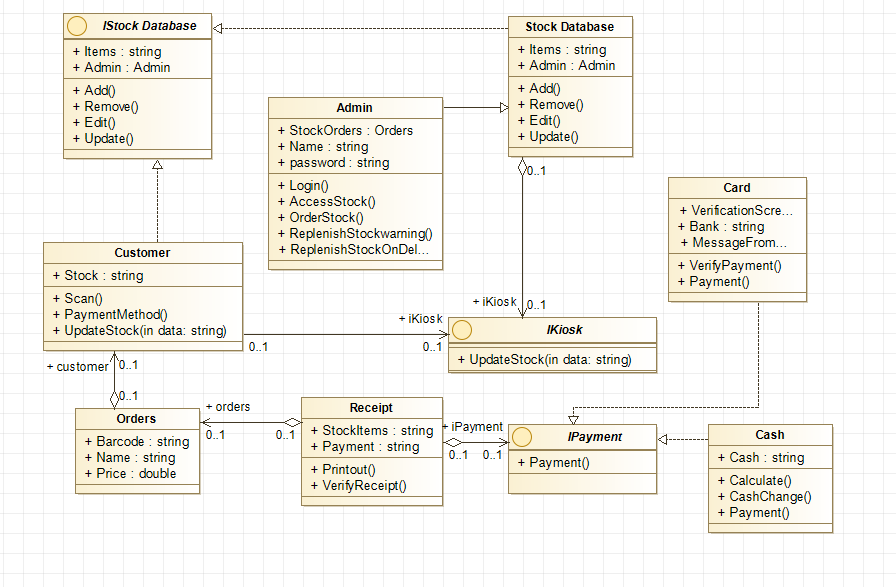 IStock Database
+ Items : string
+ Admin : Admin
+ Add()
+ Remove()
+ Edit()
+ Update()
Stock Database
+ Items : string
+ Admin : Admin
+ Add()
+ Remove()
+ Edit()
+ Update()
Admin
+ StockOrders : Orders
+ Name : string
+ password : string
+ Login()
+ AccessStock()
+ OrderStock()
+ ReplenishStockwarning()
+ ReplenishStockOnDel...
0..1
Card
+ VerificationScre...
+ Bank : string
+ MessageFrom...
+ VerifyPayment()
+ Payment()
Customer
+ Stock : string
+ Scan()
+ PaymentMethod()
+ UpdateStock(in data: string)
+ iKiosk
0..1
+ iKiosk
0..1
0..1
IKiosk
+ UpdateStock(in data: string)
+ customer
0..1
0..1
Orders
+ Barcode : string
+ Name : string
+ Price : double
+ orders
0..1
0..1
Receipt
+ StockItems : string
+ Payment : string
+ Printout()
+ VerifyReceipt()
+ iPayment
0..1
0..1
IPayment
+ Payment()
Cash
+ Cash : string
+ Calculate()
+ CashChange()
+ Payment()